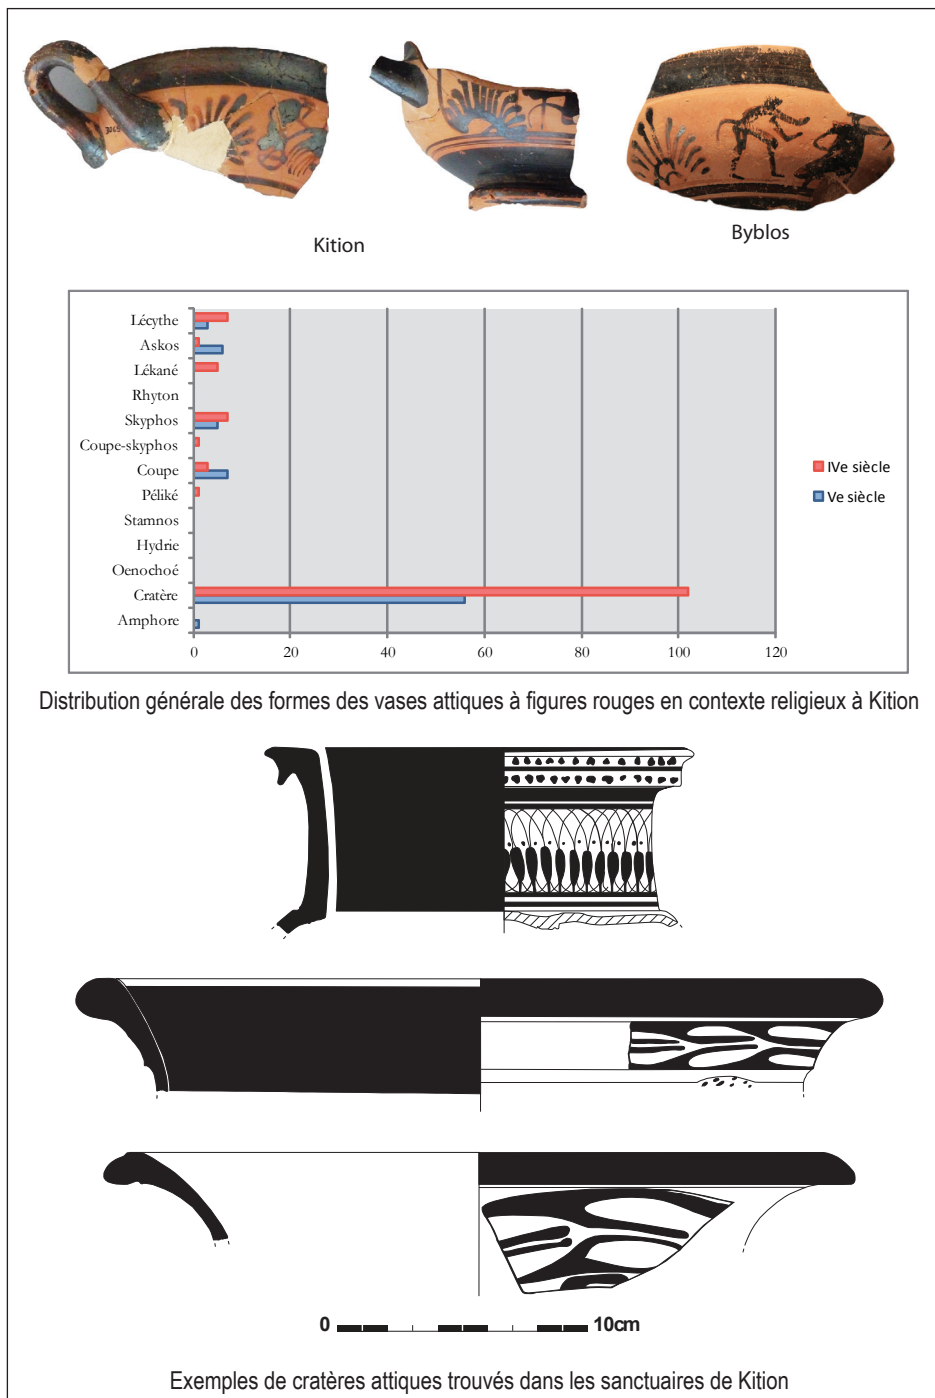 Kition
Byblos
Lécythe
Askos
Lékané
Rhyton
Skyphos
Coupe-skyphos
Coupe
Péliké
Stamnos
Hydrie
Oenochoé
Cratère
Amphore
0 20 40 60 80 100 120
IVe siècle
Ve siècle
Distribution générale des formes des vases attiques à figures rouges en contexte religieux à Kition
0 10cm
Exemples de cratères attiques trouvés dans les sanctuaires de Kition